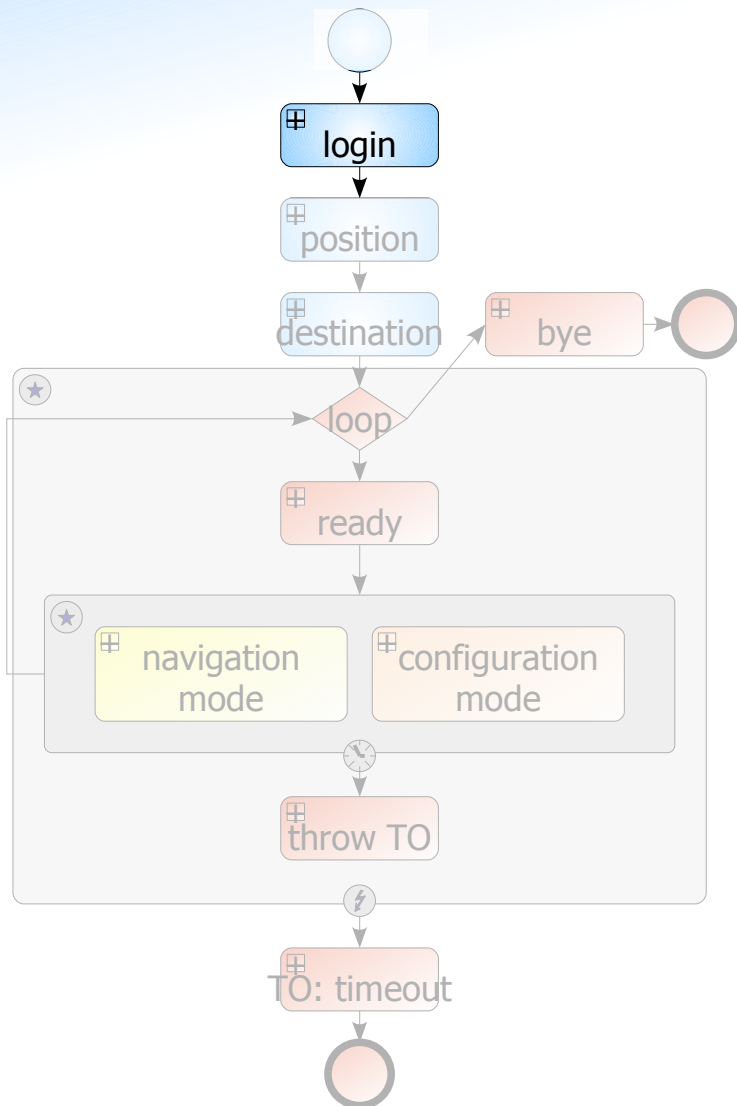 login
position
destination
bye
loop
ready
navigation
mode
configuration
mode
throw TO
TO: timeout